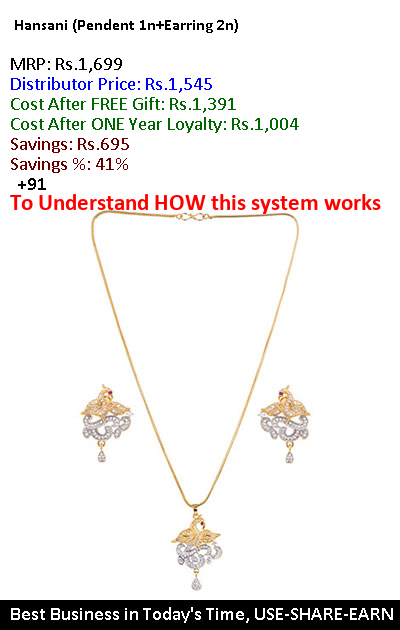 Hansani (Pendent 1n+Earring 2n)
MRP: Rs.1,699
Distributor Price: Rs.1,545
Cost After FREE Gift: Rs.1,391
Cost After ONE Year Loyalty: Rs.1,004
Savings: Rs.695
Savings %: 41%
+91
To Understand HOW this system works
Best Business in Today's Time, USE-SHARE-EARN